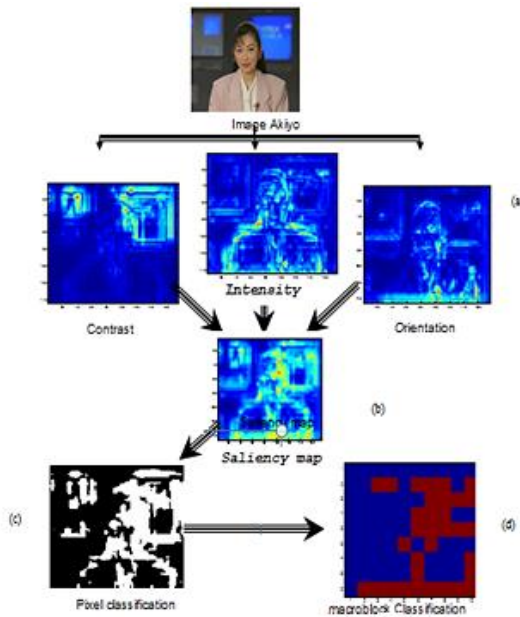 Image Akiyo
(a
Intensity
Contrast
Orientation
(b)
Saliency map
(c)
(d)
Pixel classification
macroblock Classification